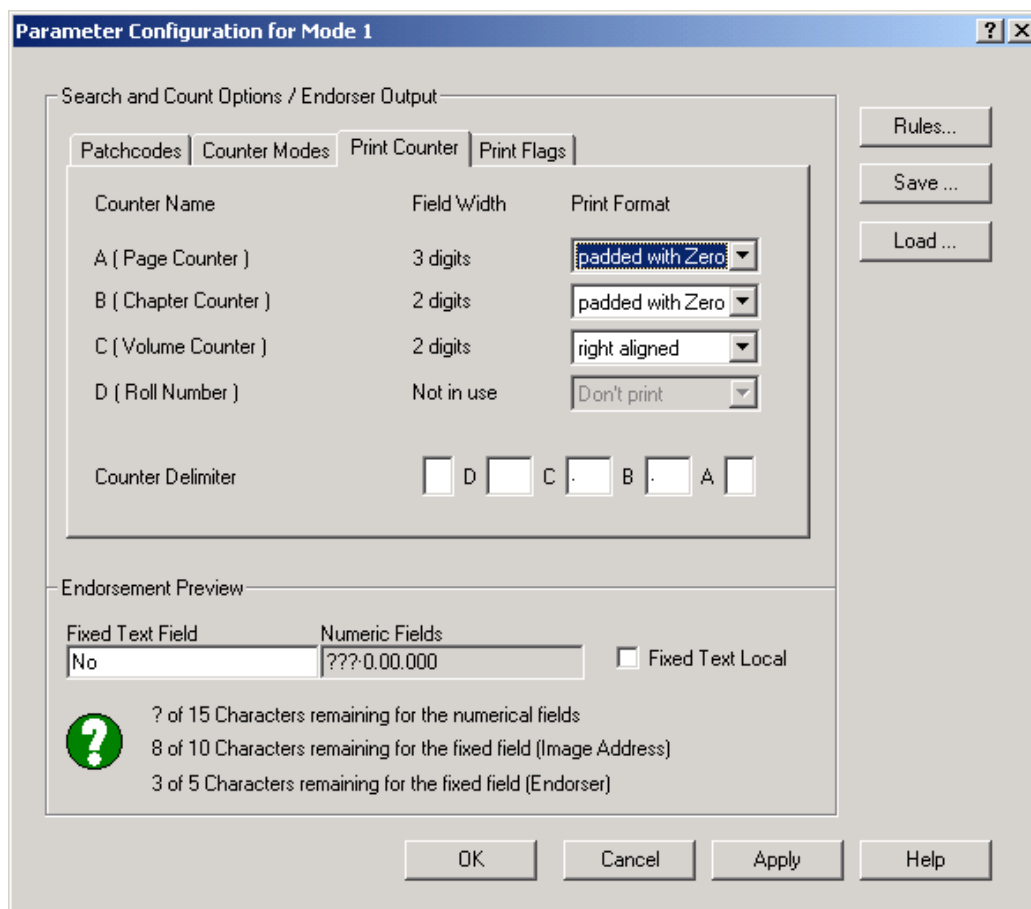 Parameter Configuration for Mode 1
Search and Count Options / Endorser Output
Rules...
Patchcodes Counter Modes Print Counter Print Flags
Save ...
Counter Name Field Width Print Format
Load ...
A ( Page Counter ) 3 digits padded with Zero
B ( Chapter Counter ) 2 digits padded with Zero
C ( Volume Counter ) 2 digits right aligned
D ( Roll Number ) Not in use Don't print
Counter Delimiter D C . B . A
Endorsement Preview
Fixed Text Field Numeric Fields
No ???·0.00.000 Fixed Text Local
? of 15 Characters remaining for the numerical fields
8 of 10 Characters remaining for the fixed field (Image Address)
3 of 5 Characters remaining for the fixed field (Endorser)
OK Cancel Apply Help